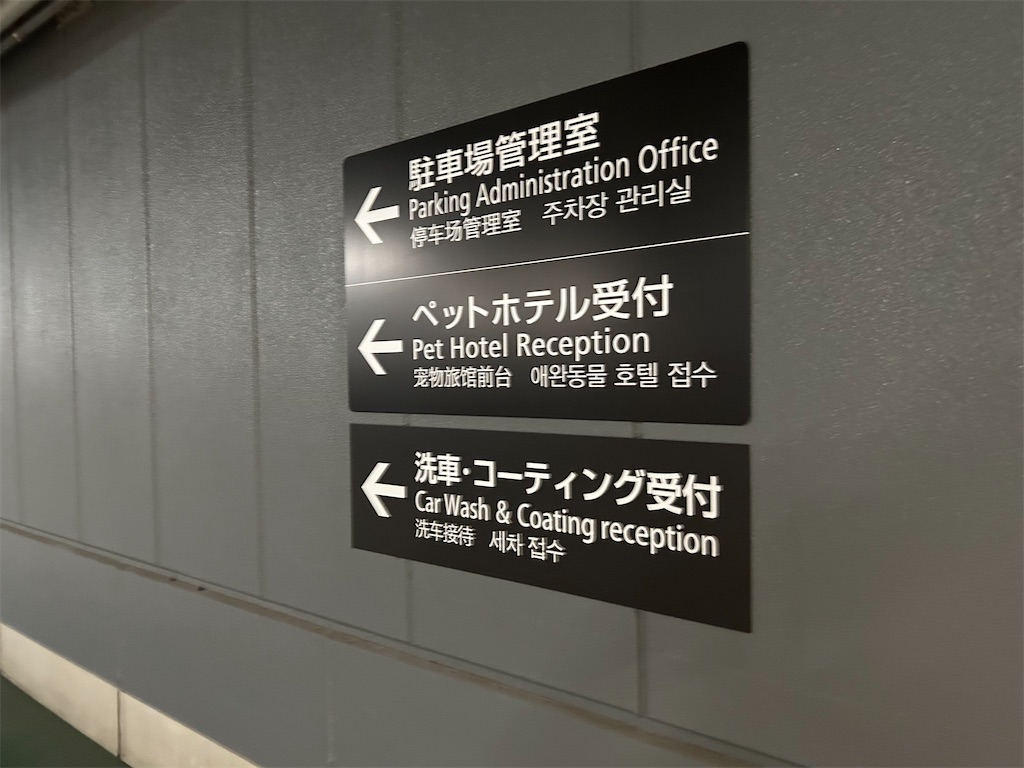 駐車場管理室
Parking Administration Office
停车场管理室 주차장 관리실
ペットホテル受付
Pet Hotel Reception
宠物旅馆前台 애완동물 호텔 접수
洗車・コーティング受付
Car Wash & Coating reception
洗车接待 세차 접수